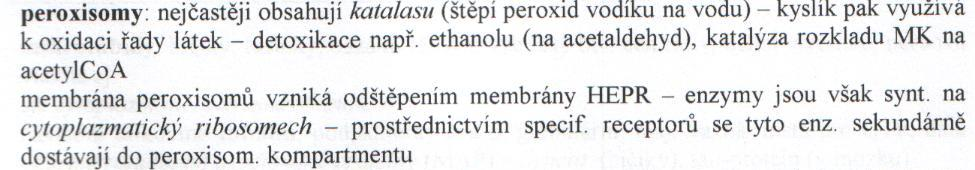 peroxisomy: nejčastěji obsahují katalasu (štěpí peroxid vodíku na vodu) – kyslík pak využívá
k oxidaci řady látek – detoxikace např. ethanolu (na acetaldehyd), katalýza rozkladu MK na
acetylCoA
membrána peroxisomů vzniká odštěpením membrány HEPR – enzymy jsou však synt. na
cytoplazmatický ribosomech prostřednictvím specif. receptorů se tyto enz. sekundárně
dostávají do peroxisom. kompartmentu